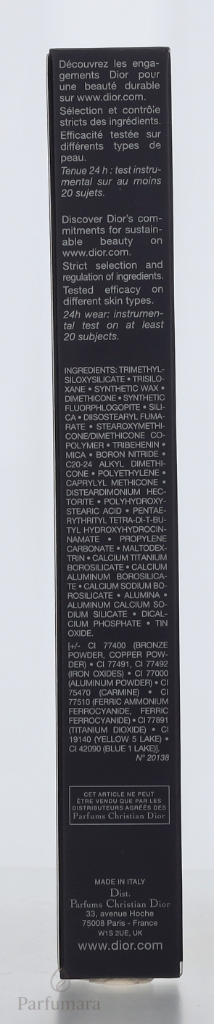 Découvrez les enga-
gements Dior pour
une beauté durable
sur www.dior.com.
Sélection et contrôle
stricts des ingrédients.
Efficacité testée sur
différents types de
peau.
Tenue 24 h : test instru-
mental sur au moins
20 sujets.
Discover Dior's com-
mitments for sustain-
able beauty on
www.dior.com.
Strict selection and
regulation of ingredients.
Tested efficacy on
different skin types.
24h wear: instrumen-
tal test on at least
20 subjects.
INGREDIENTS: TRIMETHYL-
SILOXYSILICATE • TRISILO-
XANE • SYNTHETIC WAX •
DIMETHICONE • SYNTHETIC
FLUORPHLOGOPITE • SILI-
CA • DIISOSTEARYL FUMA-
RATE • STEAROXYMETHI-
CONE/DIMETHICONE CO-
POLYMER • TRIBEHENIN •
MICA • BORON NITRIDE •
C20-24 ALKYL DIMETHI-
CONE • POLYETHYLENE •
CAPRYLYL METHICONE •
DISTEARDIMONIUM HEC-
TORITE • POLYHYDROXY-
STEARIC ACID • PENTAE-
RYTHRITYL TETRA-DI-T-BU-
TYL HYDROXYHYDROCIN-
NAMATE • PROPYLENE
CARBONATE • MALTODEX-
TRIN • CALCIUM TITANIUM
BOROSILICATE • CALCIUM
ALUMINUM BOROSILICA-
TE • CALCIUM SODIUM BO-
ROSILICATE • ALUMINA •
ALUMINUM CALCIUM SO-
DIUM SILICATE • DICAL-
CIUM PHOSPHATE • TIN
OXIDE.
[+/- CI 77400 (BRONZE
POWDER, COPPER POW-
DER) • CI 77491, CI 77492
(IRON OXIDES) • CI 77000
(ALUMINUM POWDER) • CI
75470 (CARMINE) • CI
77510 (FERRIC AMMONIUM
FERROCYANIDE, FERRIC
FERROCYANIDE) • CI 77891
(TITANIUM DIOXIDE) • CI
19140 (YELLOW 5 LAKE) •
CI 42090 (BLUE 1 LAKE)].
N° 20138
CET ARTICLE NE PEUT
ÊTRE VENDU QUE PAR LES
DISTRIBUTEURS AGRÉÉS DES
Parfums Christian Dior
MADE IN ITALY
Dist.
Parfums Christian Dior
33, avenue Hoche
75008 Paris - France
W1S 2UE, UK
www.dior.com
Parfumara